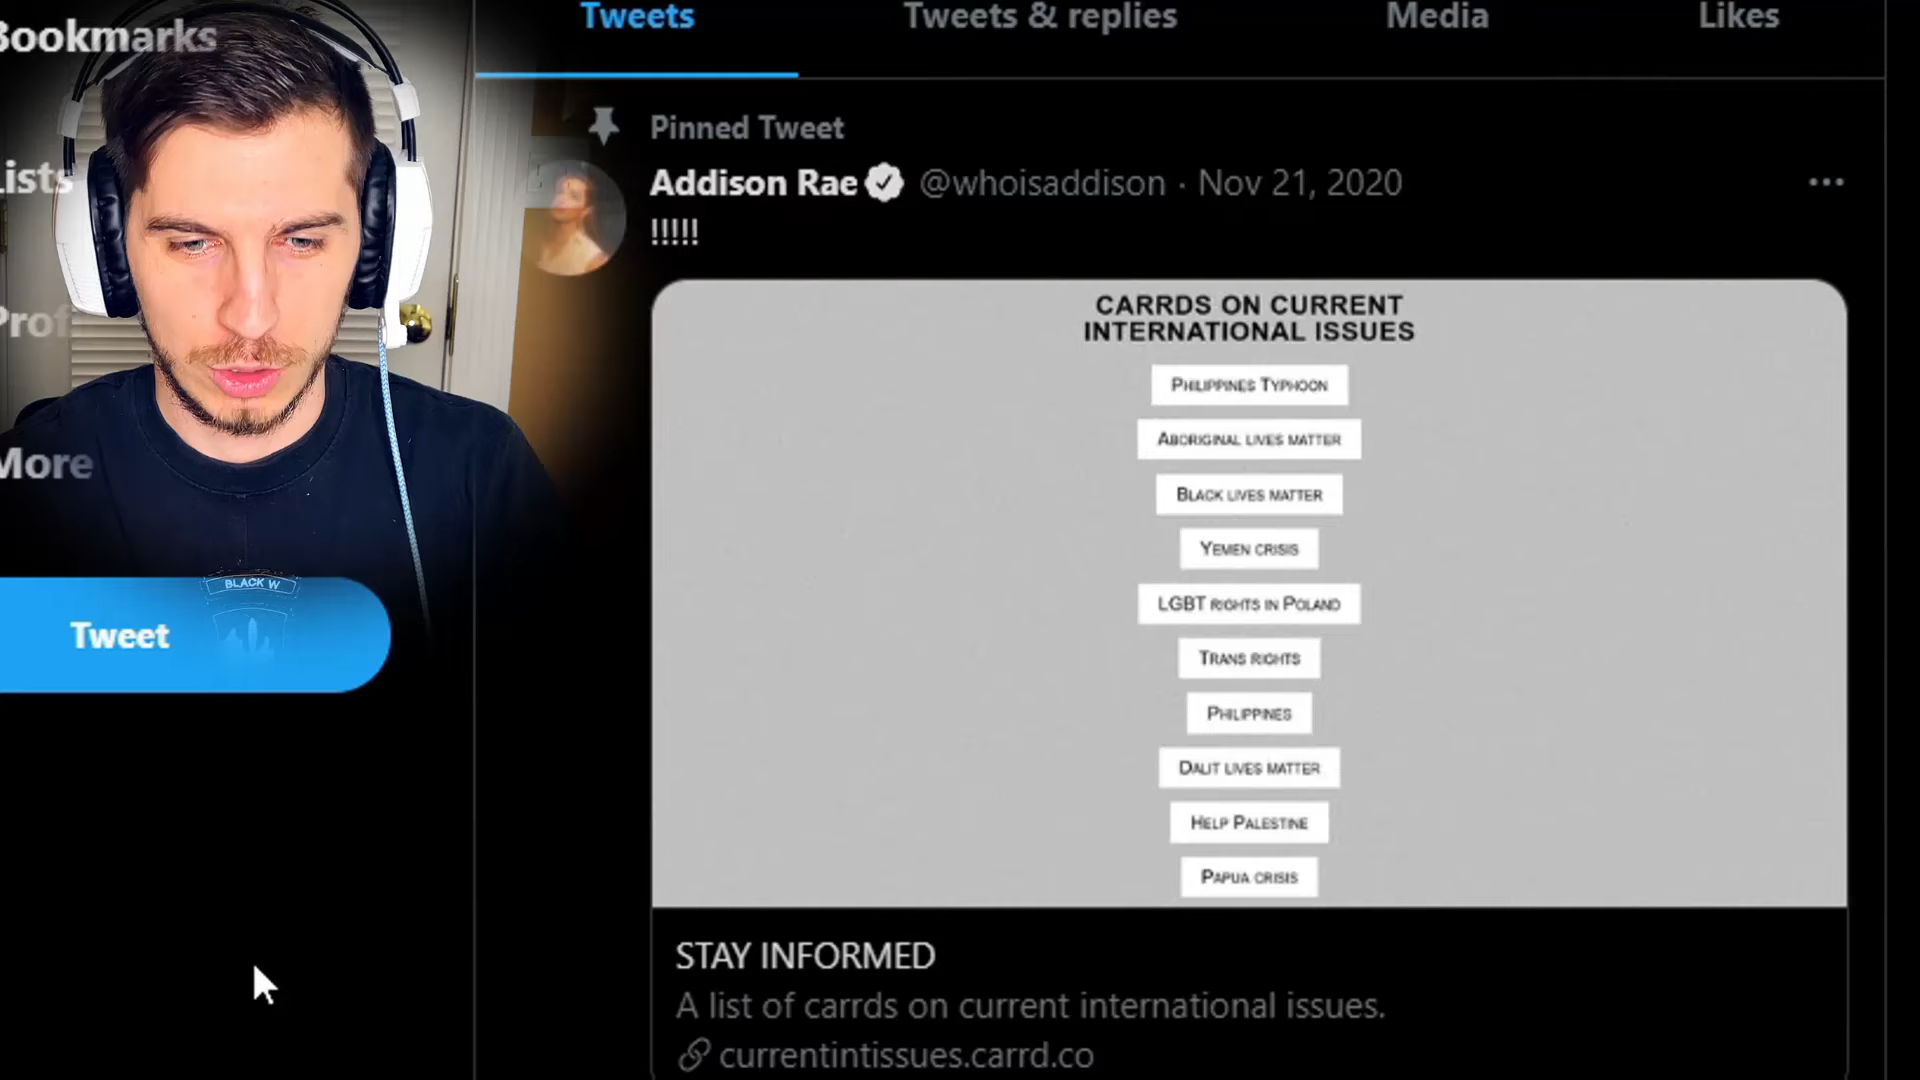 Bookmarks
Lists
Prof
More
Tweet
BLACK W
Tweets
Tweets & replies
Media
Likes
Pinned Tweet
Addison Rae @whoisaddison · Nov 21, 2020
!!!!!
CARRDS ON CURRENT
INTERNATIONAL ISSUES
PHILIPPINES TYPHOON
ABORIGINAL LIVES MATTER
BLACK LIVES MATTER
YEMEN CRISIS
LGBT RIGHTS IN POLAND
TRANS RIGHTS
PHILIPPINES
DALIT LIVES MATTER
HELP PALESTINE
PAPUA CRISIS
STAY INFORMED
A list of carrds on current international issues.
currentintissues.carrd.co